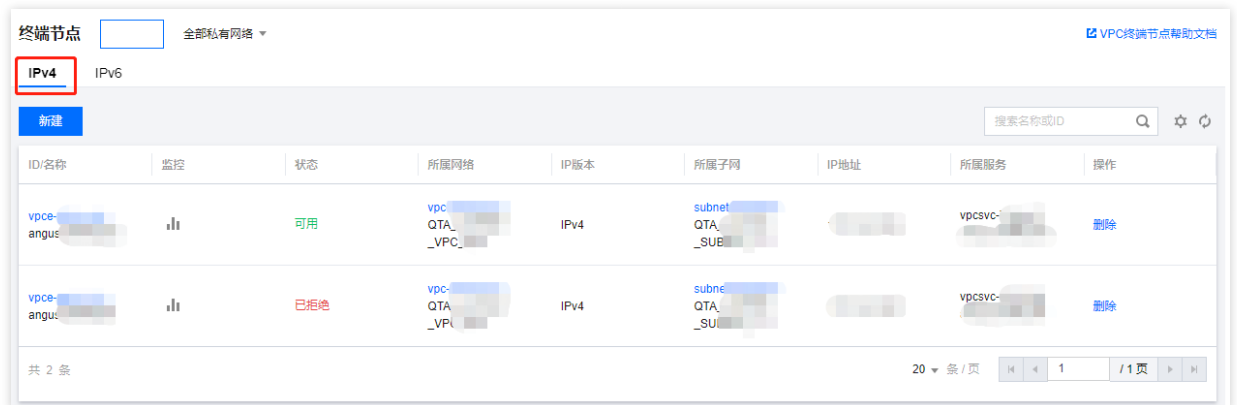 终端节点 全部私有网络 VPC终端节点帮助文档
IPv4 IPv6
新建 搜索名称或ID
ID/名称 监控 状态 所属网络 IP版本 所属子网 IP地址 所属服务 操作
vpce- 可用 vpc IPv4 subnet vpcsvc- 删除
angus QTA_ QTA_
_VPC_ _SUB
vpce- 已拒绝 vpc- IPv4 subne vpcsvc- 删除
angus QTA QTA_
_VP _SU
共 2 条 20 条/页 1 /1页